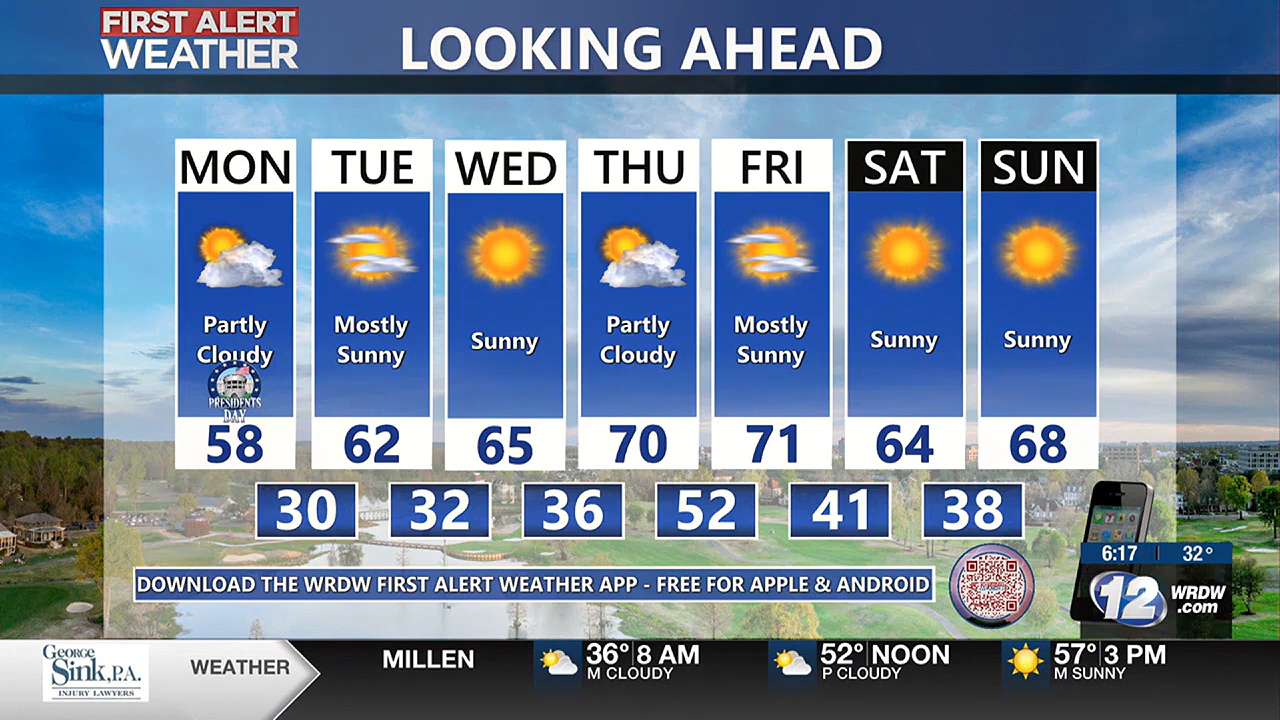 FIRST ALERT
WEATHER
LOOKING AHEAD
MON TUE WED THU FRI SAT SUN
Partly Cloudy
Mostly Sunny
Sunny
Partly Cloudy
Mostly Sunny
Sunny
Sunny
PRESIDENTS
DAY
58 62 65 70 71 64 68
30 32 36 52 41 38
DOWNLOAD THE WRDW FIRST ALERT WEATHER APP - FREE FOR APPLE & ANDROID
6:17 32°
12 WRDW
.com
GEORGE
Sink, P.A.
INJURY LAWYERS
WEATHER
MILLEN
36° 8 AM
M CLOUDY
52° NOON
P CLOUDY
57° 3 PM
M SUNNY